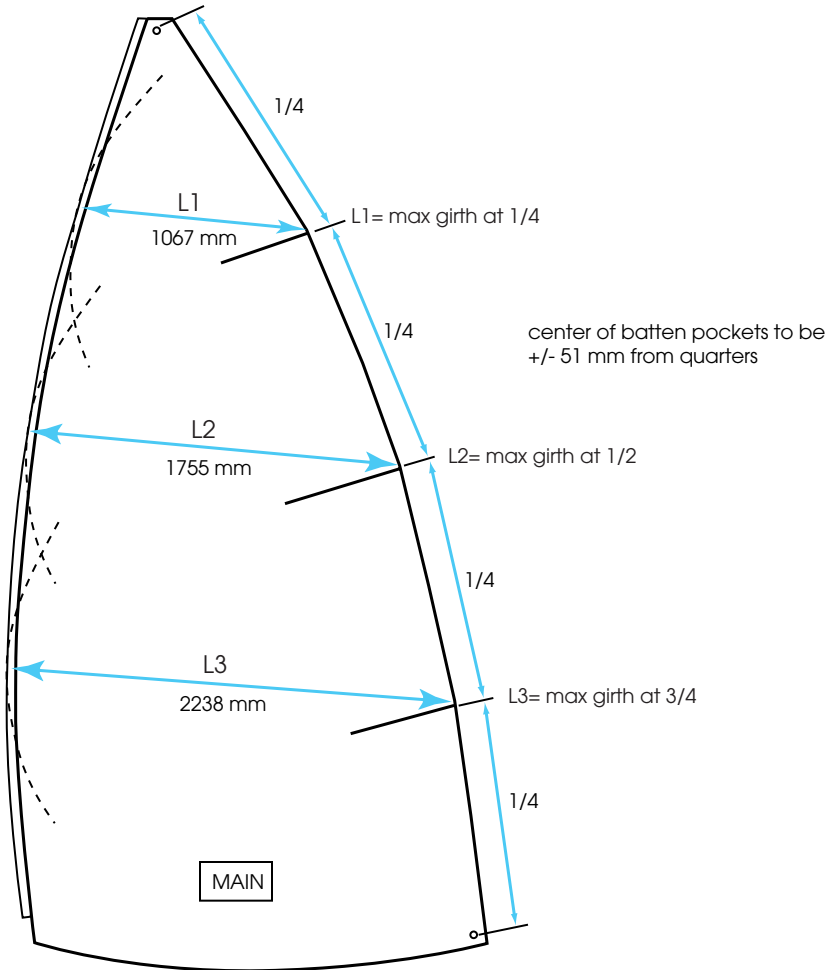 1/4
L1
1067 mm
L1= max girth at 1/4
1/4
center of batten pockets to be
+/- 51 mm from quarters
L2
1755 mm
L2= max girth at 1/2
1/4
L3
2238 mm
L3= max girth at 3/4
1/4
MAIN